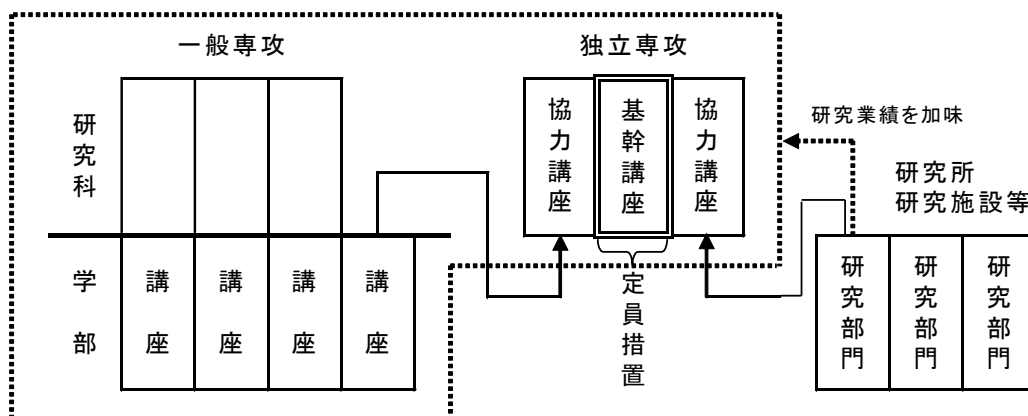 一般専攻
独立専攻
研究科
協力講座
基幹講座
協力講座
研究業績を加味
研究所
研究施設等
学部
講座
講座
講座
講座
定員措置
研究部門
研究部門
研究部門